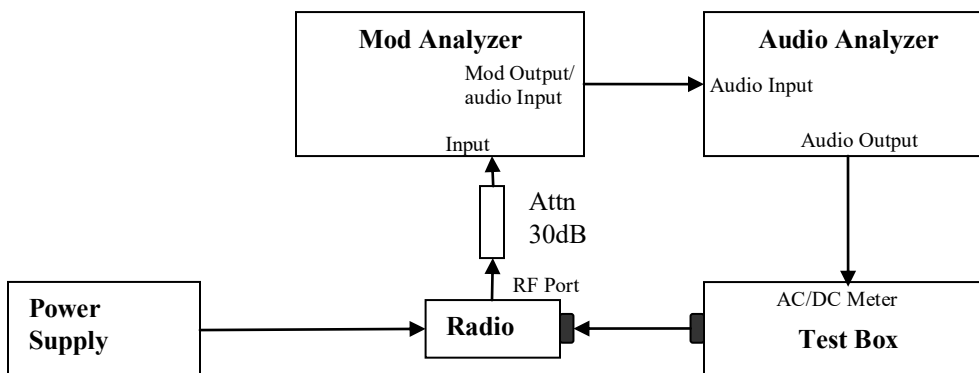 Mod Analyzer
Mod Output/
audio Input
Input
Audio Analyzer
Audio Input
Audio Output
Attn
30dB
RF Port
Power
Supply
Radio
AC/DC Meter
Test Box